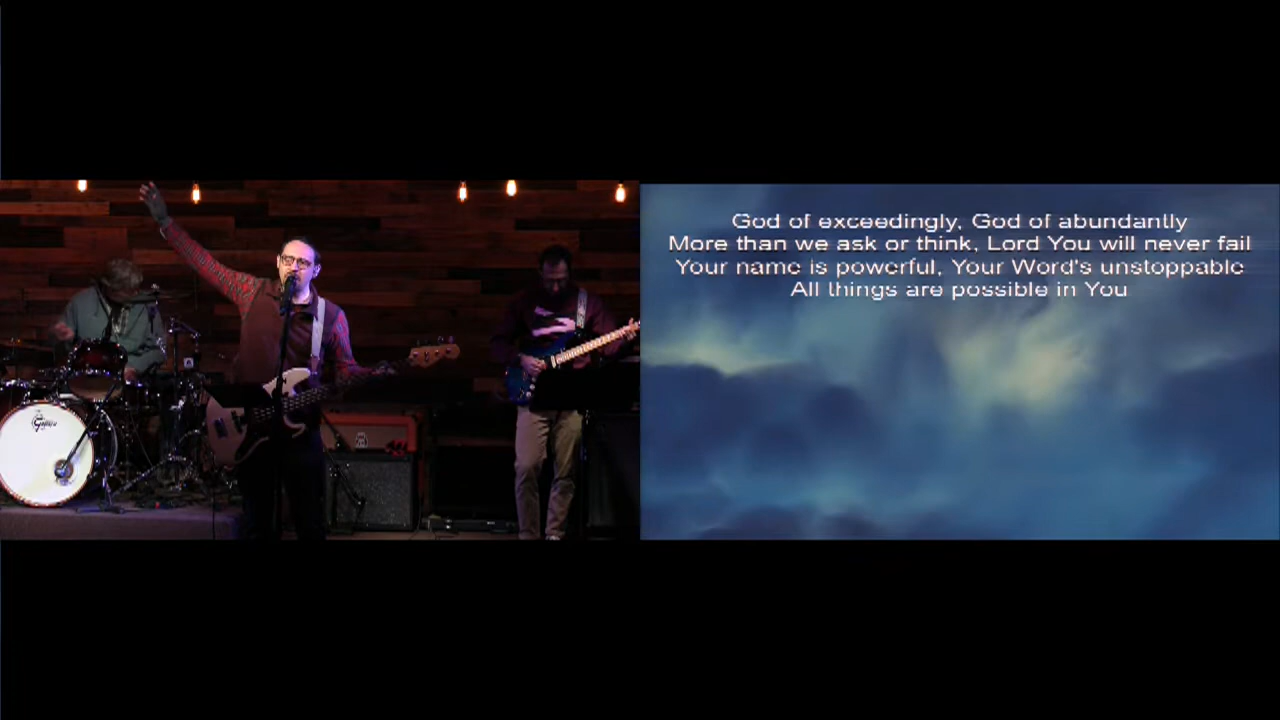 God of exceedingly, God of abundantly
More than we ask or think, Lord You will never fail
Your name is powerful, Your Word's unstoppable
All things are possible in You